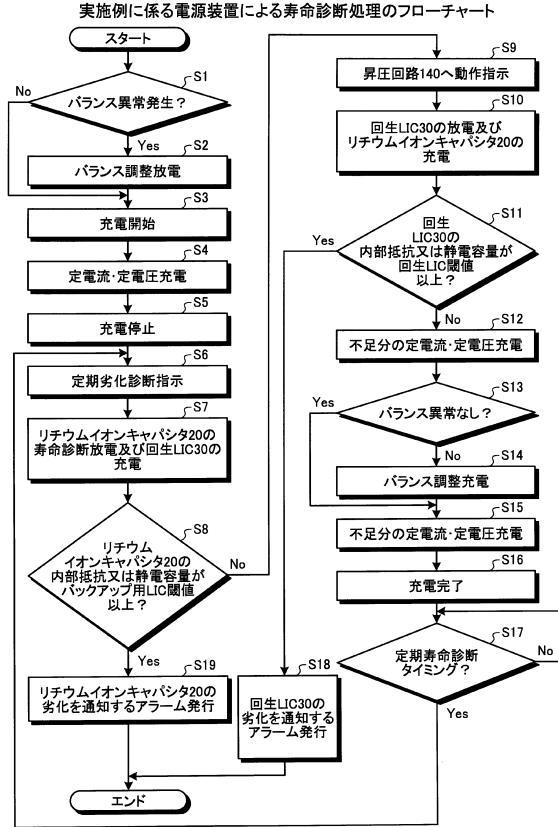 実施例に係る電源装置による寿命診断処理のフローチャート
スタート
S1
バランス異常発生?
No
Yes
S2
バランス調整放電
S3
充電開始
S4
定電流・定電圧充電
S5
充電停止
S6
定期劣化診断指示
S7
リチウムイオンキャパシタ20の
寿命診断放電及び回生LIC30の
充電
S8
リチウム
イオンキャパシタ20の
内部抵抗又は静電容量が
バックアップ用LIC閾値
以上?
No
Yes
S19
リチウムイオンキャパシタ20の
劣化を通知するアラーム発行
エンド
S9
昇圧回路140へ動作指示
S10
回生LIC30の放電及び
リチウムイオンキャパシタ20の
充電
S11
回生
LIC30の
内部抵抗又は静電容量が
回生LIC閾値
以上?
Yes
No
S12
不足分の定電流・定電圧充電
S13
バランス異常なし?
Yes
No
S14
バランス調整充電
S15
不足分の定電流・定電圧充電
S16
充電完了
S17
定期寿命診断
タイミング?
No
Yes
S18
回生LIC30の
劣化を通知する
アラーム発行